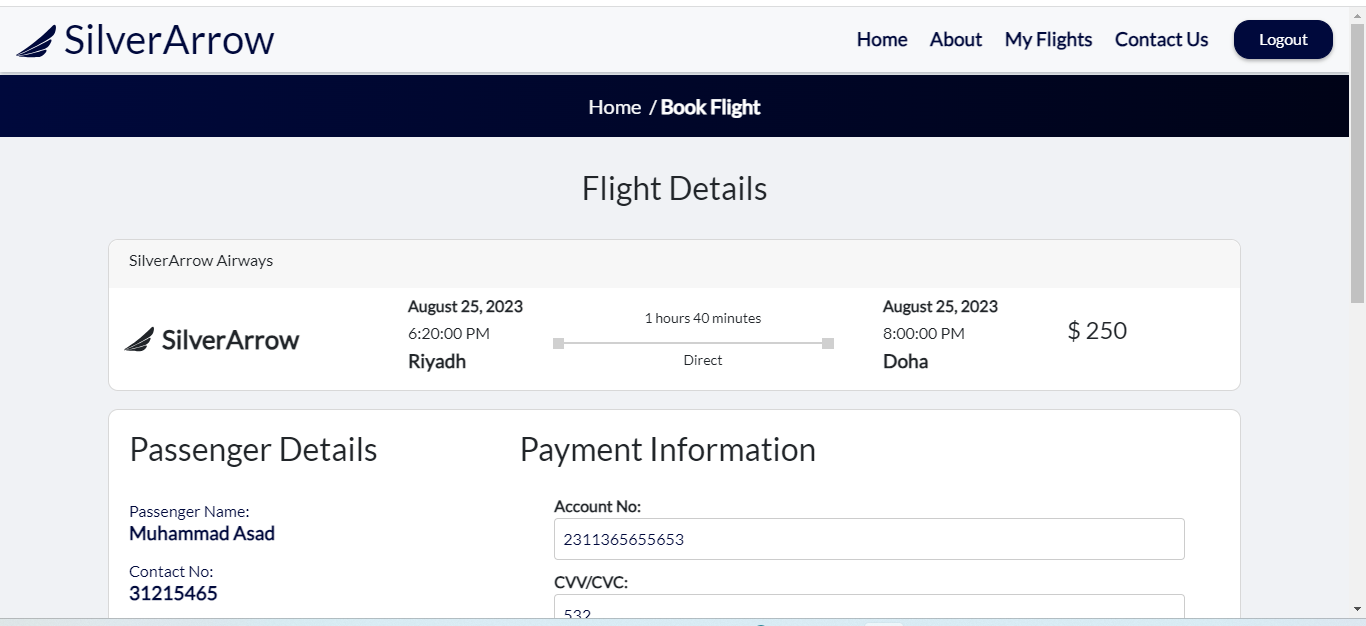 SilverArrow
Home About My Flights Contact Us Logout
Home / Book Flight
Flight Details
SilverArrow Airways
SilverArrow
August 25, 2023
6:20:00 PM
Riyadh
1 hours 40 minutes
Direct
August 25, 2023
8:00:00 PM
Doha
$ 250
Passenger Details
Passenger Name:
Muhammad Asad
Contact No:
31215465
Payment Information
Account No:
2311365655653
CVV/CVC:
532